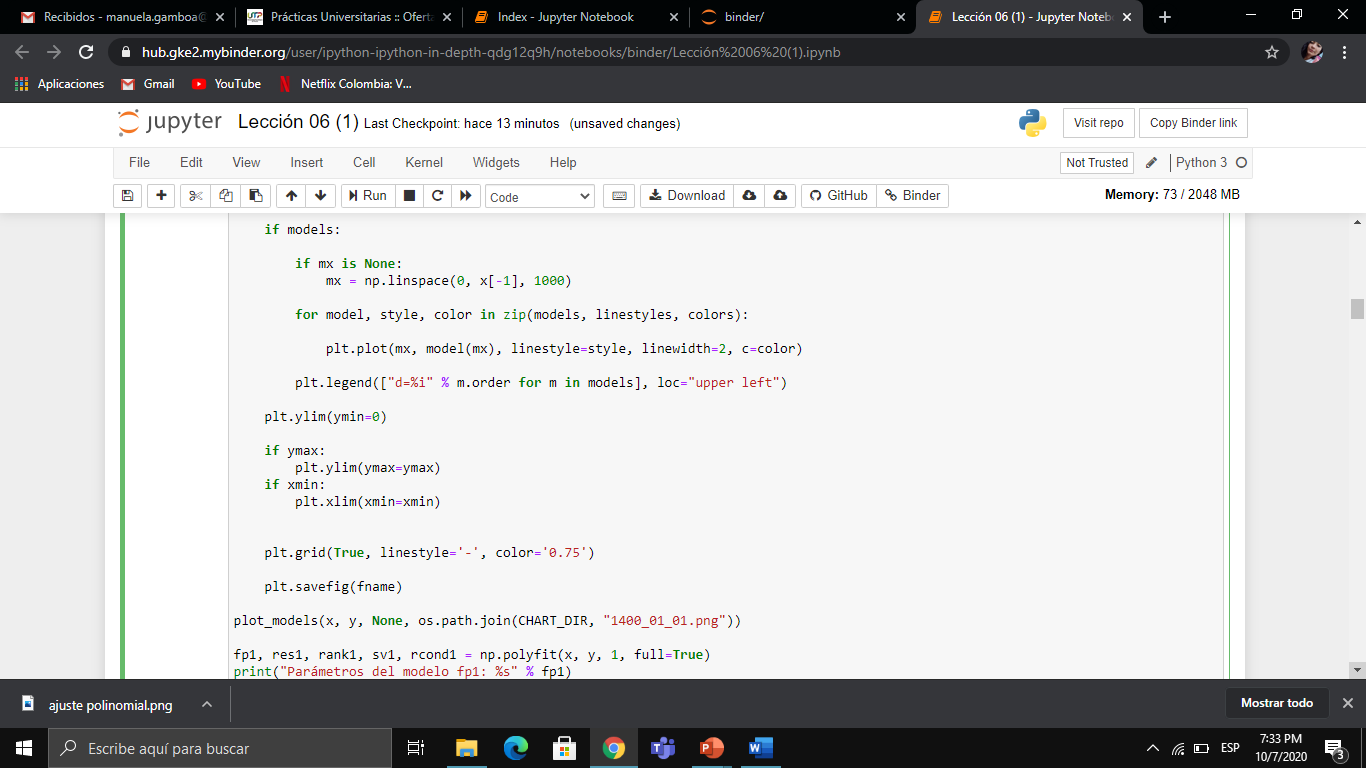 Recibidos - manuela.gamboa@
Prácticas Universitarias :: Ofert
Index - Jupyter Notebook
binder/
Lección 06 (1) - Jupyter Noteb
hub.gke2.mybinder.org/user/ipython-ipython-in-depth-qdg12q9h/notebooks/binder/Lección%2006%20(1).ipynb
Aplicaciones Gmail YouTube Netflix Colombia: V...
jupyter Lección 06 (1) Last Checkpoint: hace 13 minutos (unsaved changes)
Visit repo Copy Binder link
File Edit View Insert Cell Kernel Widgets Help
Not Trusted Python 3
Run Code Download GitHub Binder Memory: 73 / 2048 MB
    if models:
        if mx is None:
            mx = np.linspace(0, x[-1], 1000)
        for model, style, color in zip(models, linestyles, colors):
            plt.plot(mx, model(mx), linestyle=style, linewidth=2, c=color)
        plt.legend(["d=%i" % m.order for m in models], loc="upper left")
    plt.ylim(ymin=0)
    if ymax:
        plt.ylim(ymax=ymax)
    if xmin:
        plt.xlim(xmin=xmin)
    plt.grid(True, linestyle='-', color='0.75')
    plt.savefig(fname)
plot_models(x, y, None, os.path.join(CHART_DIR, "1400_01_01.png"))
fp1, res1, rank1, sv1, rcond1 = np.polyfit(x, y, 1, full=True)
print("Parámetros del modelo fp1: %s" % fp1)
ajuste polinomial.png
Mostrar todo
Escribe aquí para buscar
ESP
7:33 PM
10/7/2020
3